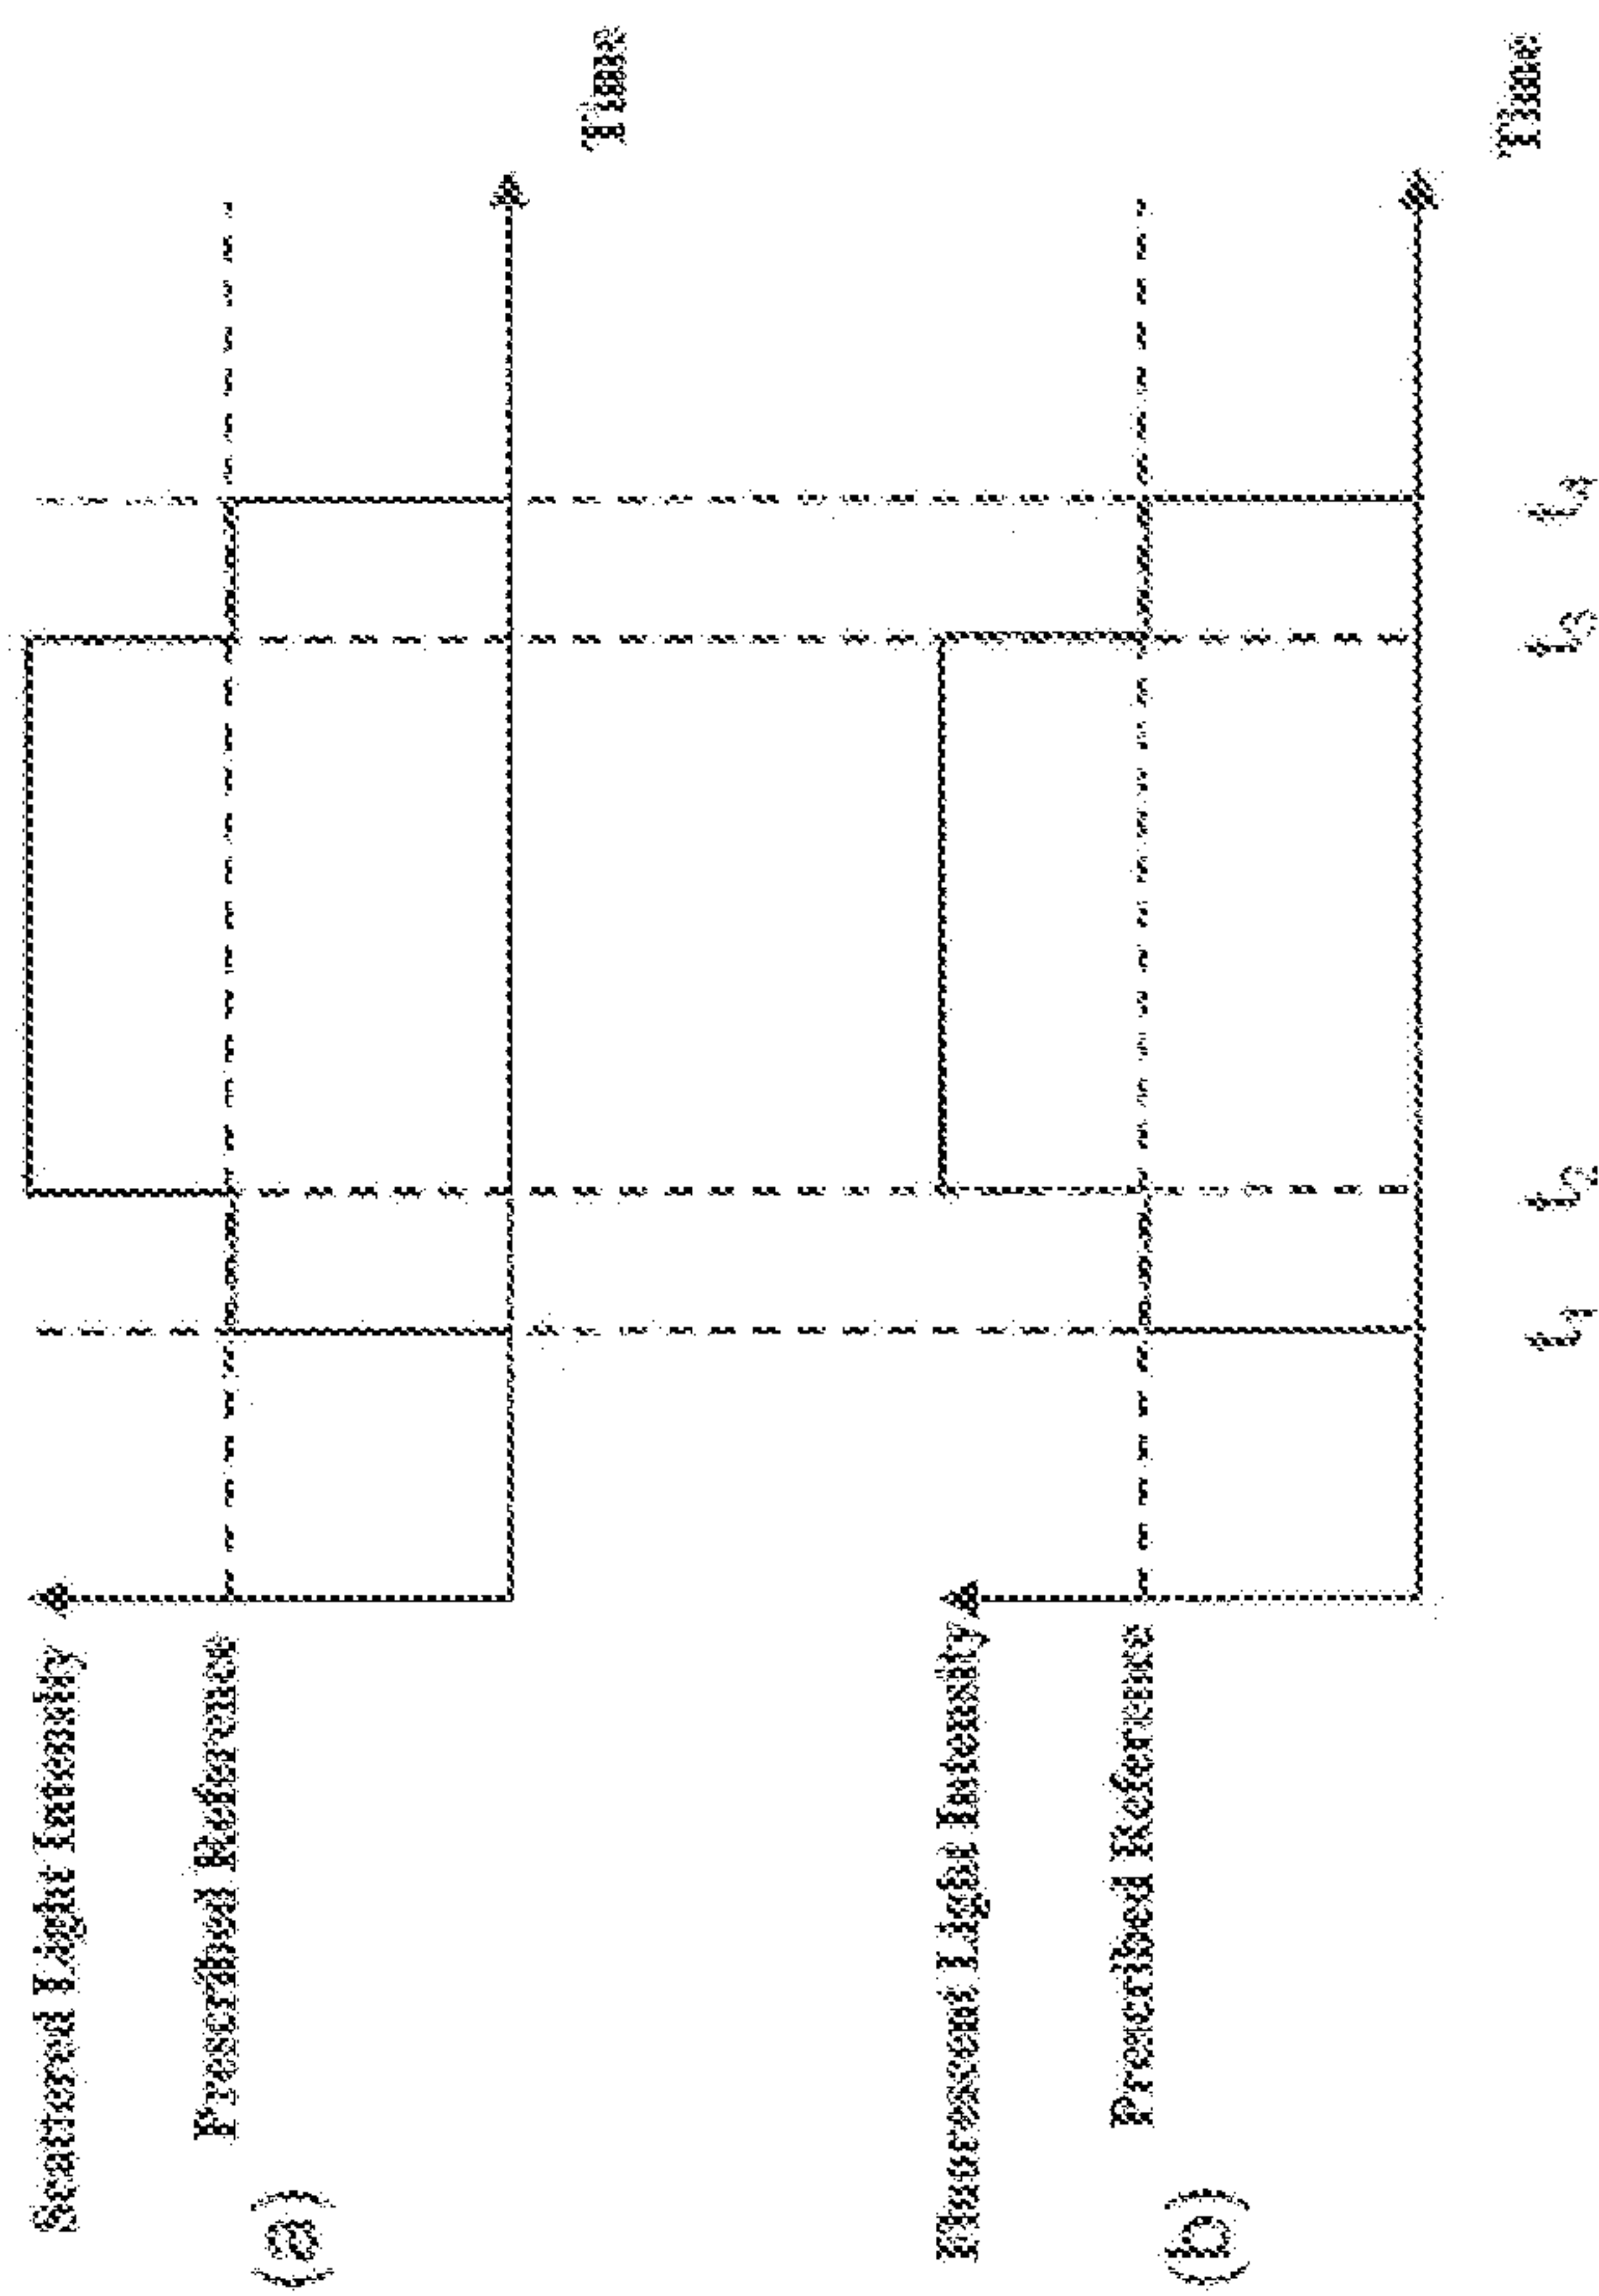 Scattered Light Intensity
Prescribed Reference
(a)
Time
Fluorescent Light Intensity
Prescribed Reference
(b)
Time
t1 t2 t3 t4